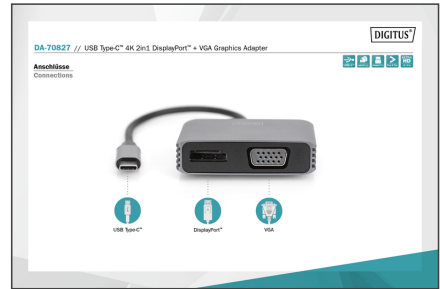 DIGITUS®
DA-70827 // USB Type-C™ 4K 2in1 DisplayPort™ + VGA Graphics Adapter
Anschlüsse
Connections
USB Type-C™
DisplayPort™
VGA